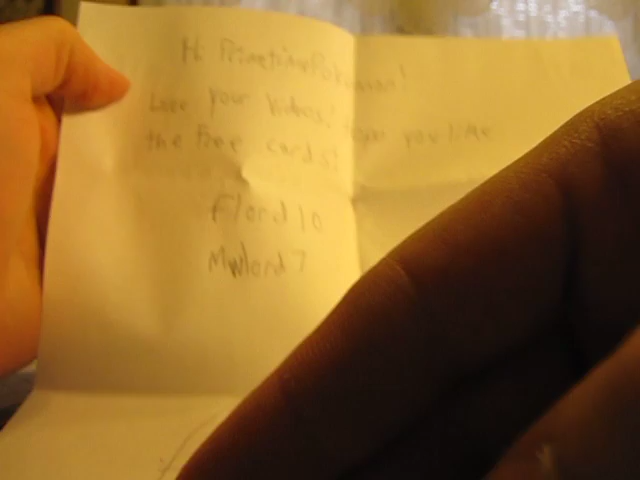 Hi PrimetimePokemon!
Love your videos! Hope you like
the free cards!
flord10
Mwlord7